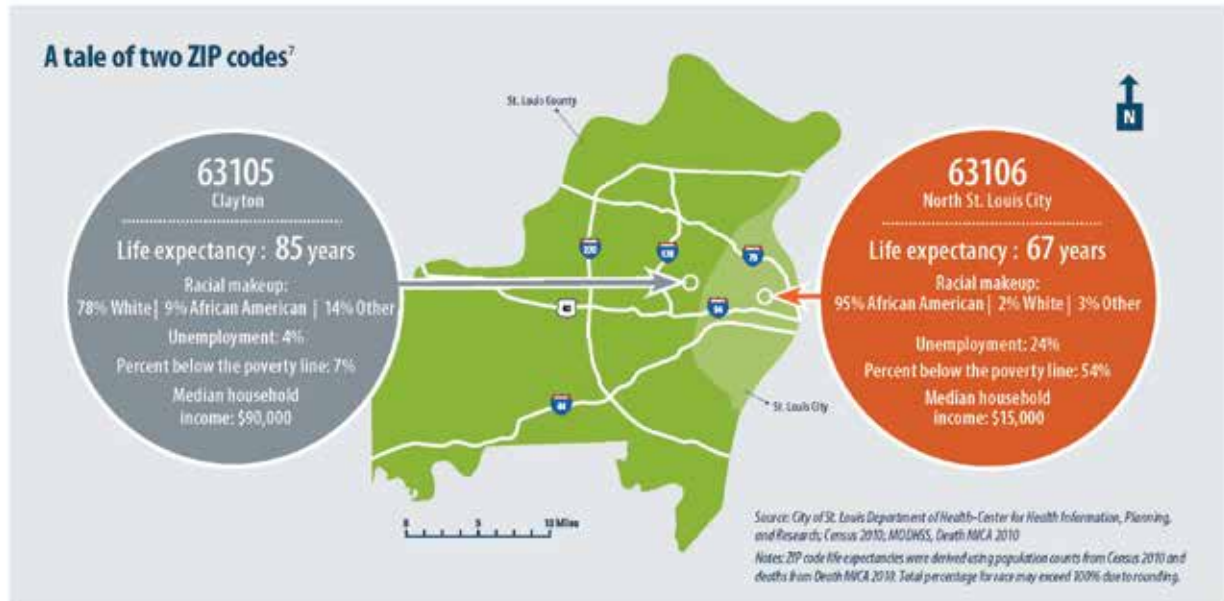 A tale of two ZIP codes⁷
St. Louis County
N
63105
Clayton
Life expectancy : 85 years
Racial makeup:
78% White | 9% African American | 14% Other
Unemployment: 4%
Percent below the poverty line: 7%
Median household
income: $90,000
270
170
70
64
44
63106
North St. Louis City
Life expectancy : 67 years
Racial makeup:
95% African American | 2% White | 3% Other
Unemployment: 24%
Percent below the poverty line: 54%
Median household
income: $15,000
St. Louis City
0 5 10 Miles
Source: City of St. Louis Department of Health–Center for Health Information, Planning,
and Research; Census 2010; MODHSS, Death MICA 2010
Notes: ZIP code life expectancies were derived using population counts from Census 2010 and
deaths from Death MICA 2010. Total percentage for race may exceed 100% due to rounding.